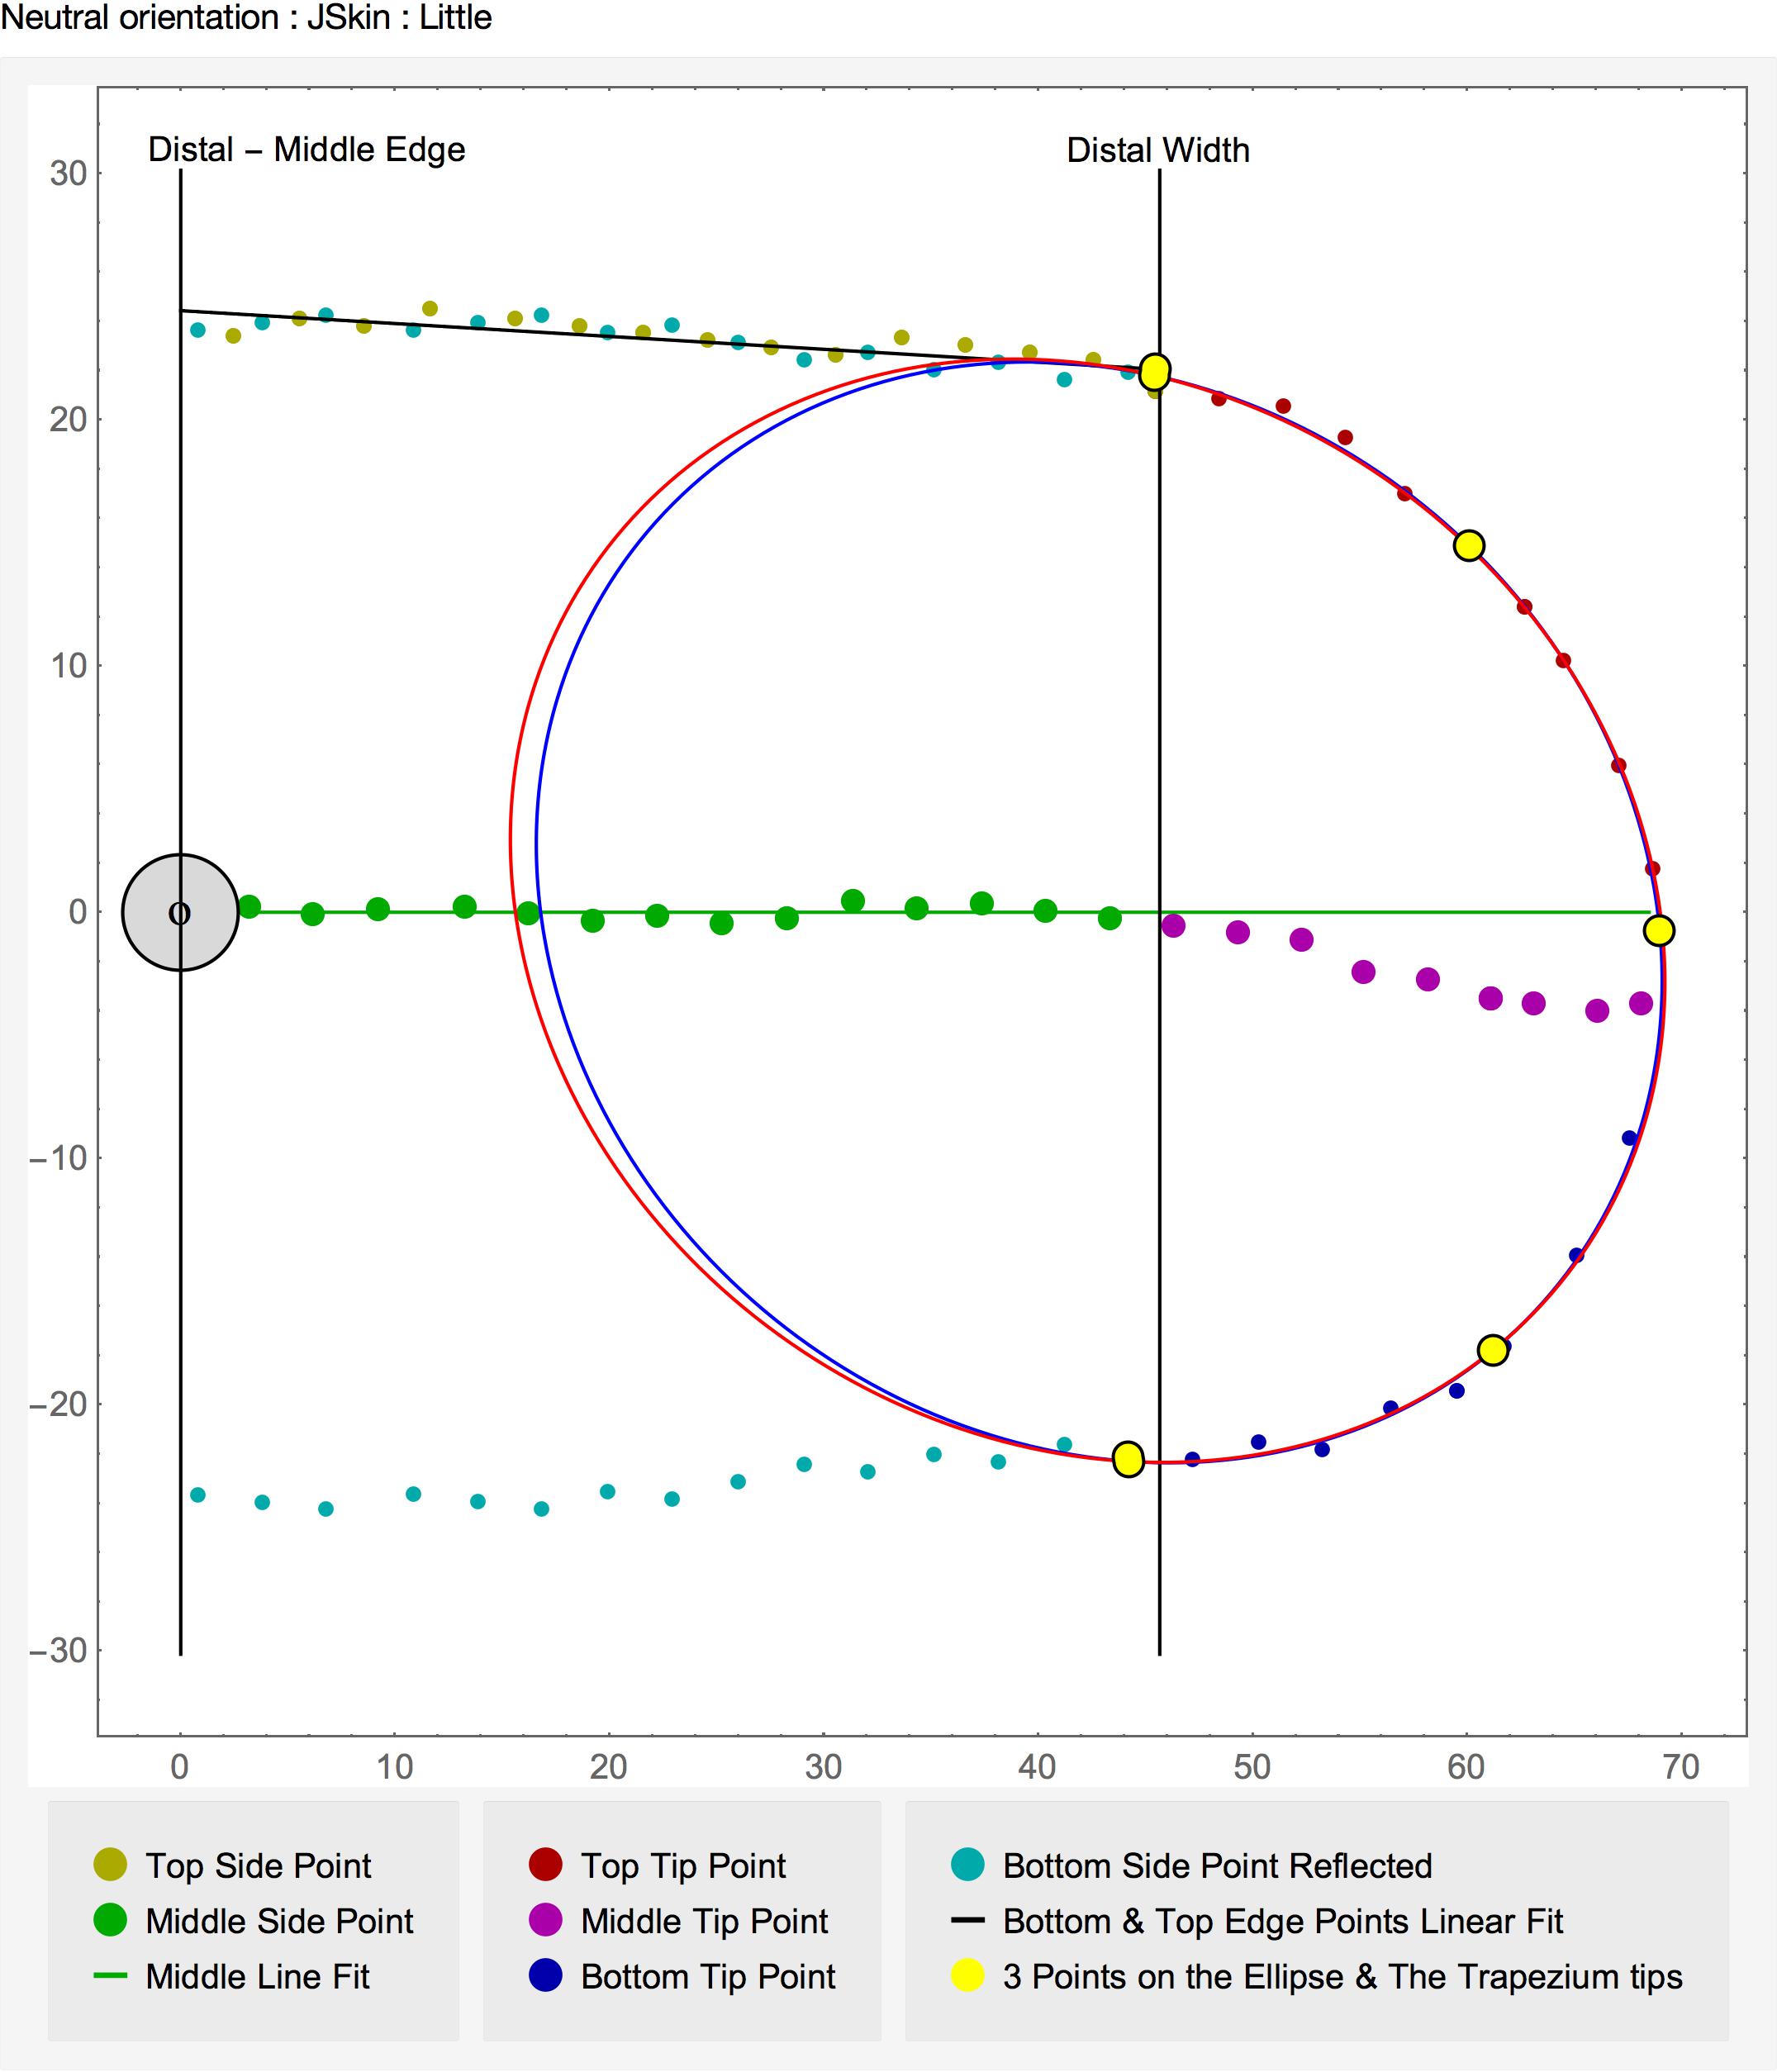 Neutral orientation : JSkin : Little
Distal – Middle Edge
Distal Width
30
20
10
0
−10
−20
−30
O
0 10 20 30 40 50 60 70
Top Side Point
Middle Side Point
Middle Line Fit
Top Tip Point
Middle Tip Point
Bottom Tip Point
Bottom Side Point Reflected
Bottom & Top Edge Points Linear Fit
3 Points on the Ellipse & The Trapezium tips